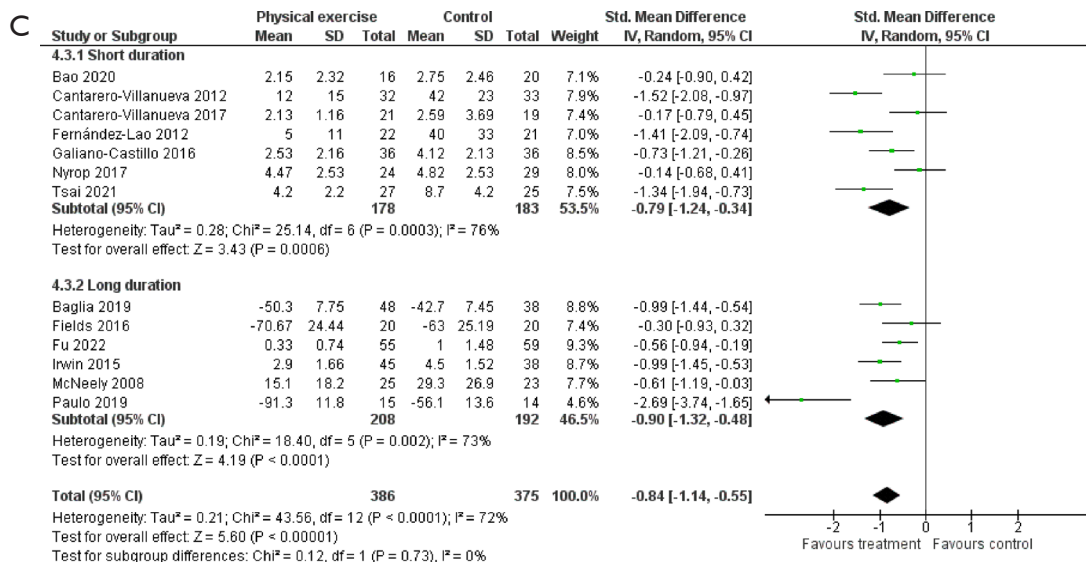 C
Physical exercise Control Std. Mean Difference Std. Mean Difference
Study or Subgroup Mean SD Total Mean SD Total Weight IV, Random, 95% CI IV, Random, 95% CI
4.3.1 Short duration
Bao 2020 2.15 2.32 16 2.75 2.46 20 7.1% -0.24 [-0.90, 0.42]
Cantarero-Villanueva 2012 12 15 32 42 23 33 7.9% -1.52 [-2.08, -0.97]
Cantarero-Villanueva 2017 2.13 1.16 21 2.59 3.69 19 7.4% -0.17 [-0.79, 0.45]
Fernández-Lao 2012 5 11 22 40 33 21 7.0% -1.41 [-2.09, -0.74]
Galiano-Castillo 2016 2.53 2.16 36 4.12 2.13 36 8.5% -0.73 [-1.21, -0.26]
Nyrop 2017 4.47 2.53 24 4.82 2.53 29 8.0% -0.14 [-0.68, 0.41]
Tsai 2021 4.2 2.2 27 8.7 4.2 25 7.5% -1.34 [-1.94, -0.73]
Subtotal (95% CI) 178 183 53.5% -0.79 [-1.24, -0.34]
Heterogeneity: Tau² = 0.28; Chi² = 25.14, df = 6 (P = 0.0003); I² = 76%
Test for overall effect: Z = 3.43 (P = 0.0006)
4.3.2 Long duration
Baglia 2019 -50.3 7.75 48 -42.7 7.45 38 8.8% -0.99 [-1.44, -0.54]
Fields 2016 -70.67 24.44 20 -63 25.19 20 7.4% -0.30 [-0.93, 0.32]
Fu 2022 0.33 0.74 55 1 1.48 59 9.3% -0.56 [-0.94, -0.19]
Irwin 2015 2.9 1.66 45 4.5 1.52 38 8.7% -0.99 [-1.45, -0.53]
McNeely 2008 15.1 18.2 25 29.3 26.9 23 7.7% -0.61 [-1.19, -0.03]
Paulo 2019 -91.3 11.8 15 -56.1 13.6 14 4.6% -2.69 [-3.74, -1.65]
Subtotal (95% CI) 208 192 46.5% -0.90 [-1.32, -0.48]
Heterogeneity: Tau² = 0.19; Chi² = 18.40, df = 5 (P = 0.002); I² = 73%
Test for overall effect: Z = 4.19 (P < 0.0001)
Total (95% CI) 386 375 100.0% -0.84 [-1.14, -0.55]
Heterogeneity: Tau² = 0.21; Chi² = 43.56, df = 12 (P < 0.0001); I² = 72%
Test for overall effect: Z = 5.60 (P < 0.00001)
Test for subgroup differences: Chi² = 0.12, df = 1 (P = 0.73), I² = 0%
-2 -1 0 1 2
Favours treatment Favours control